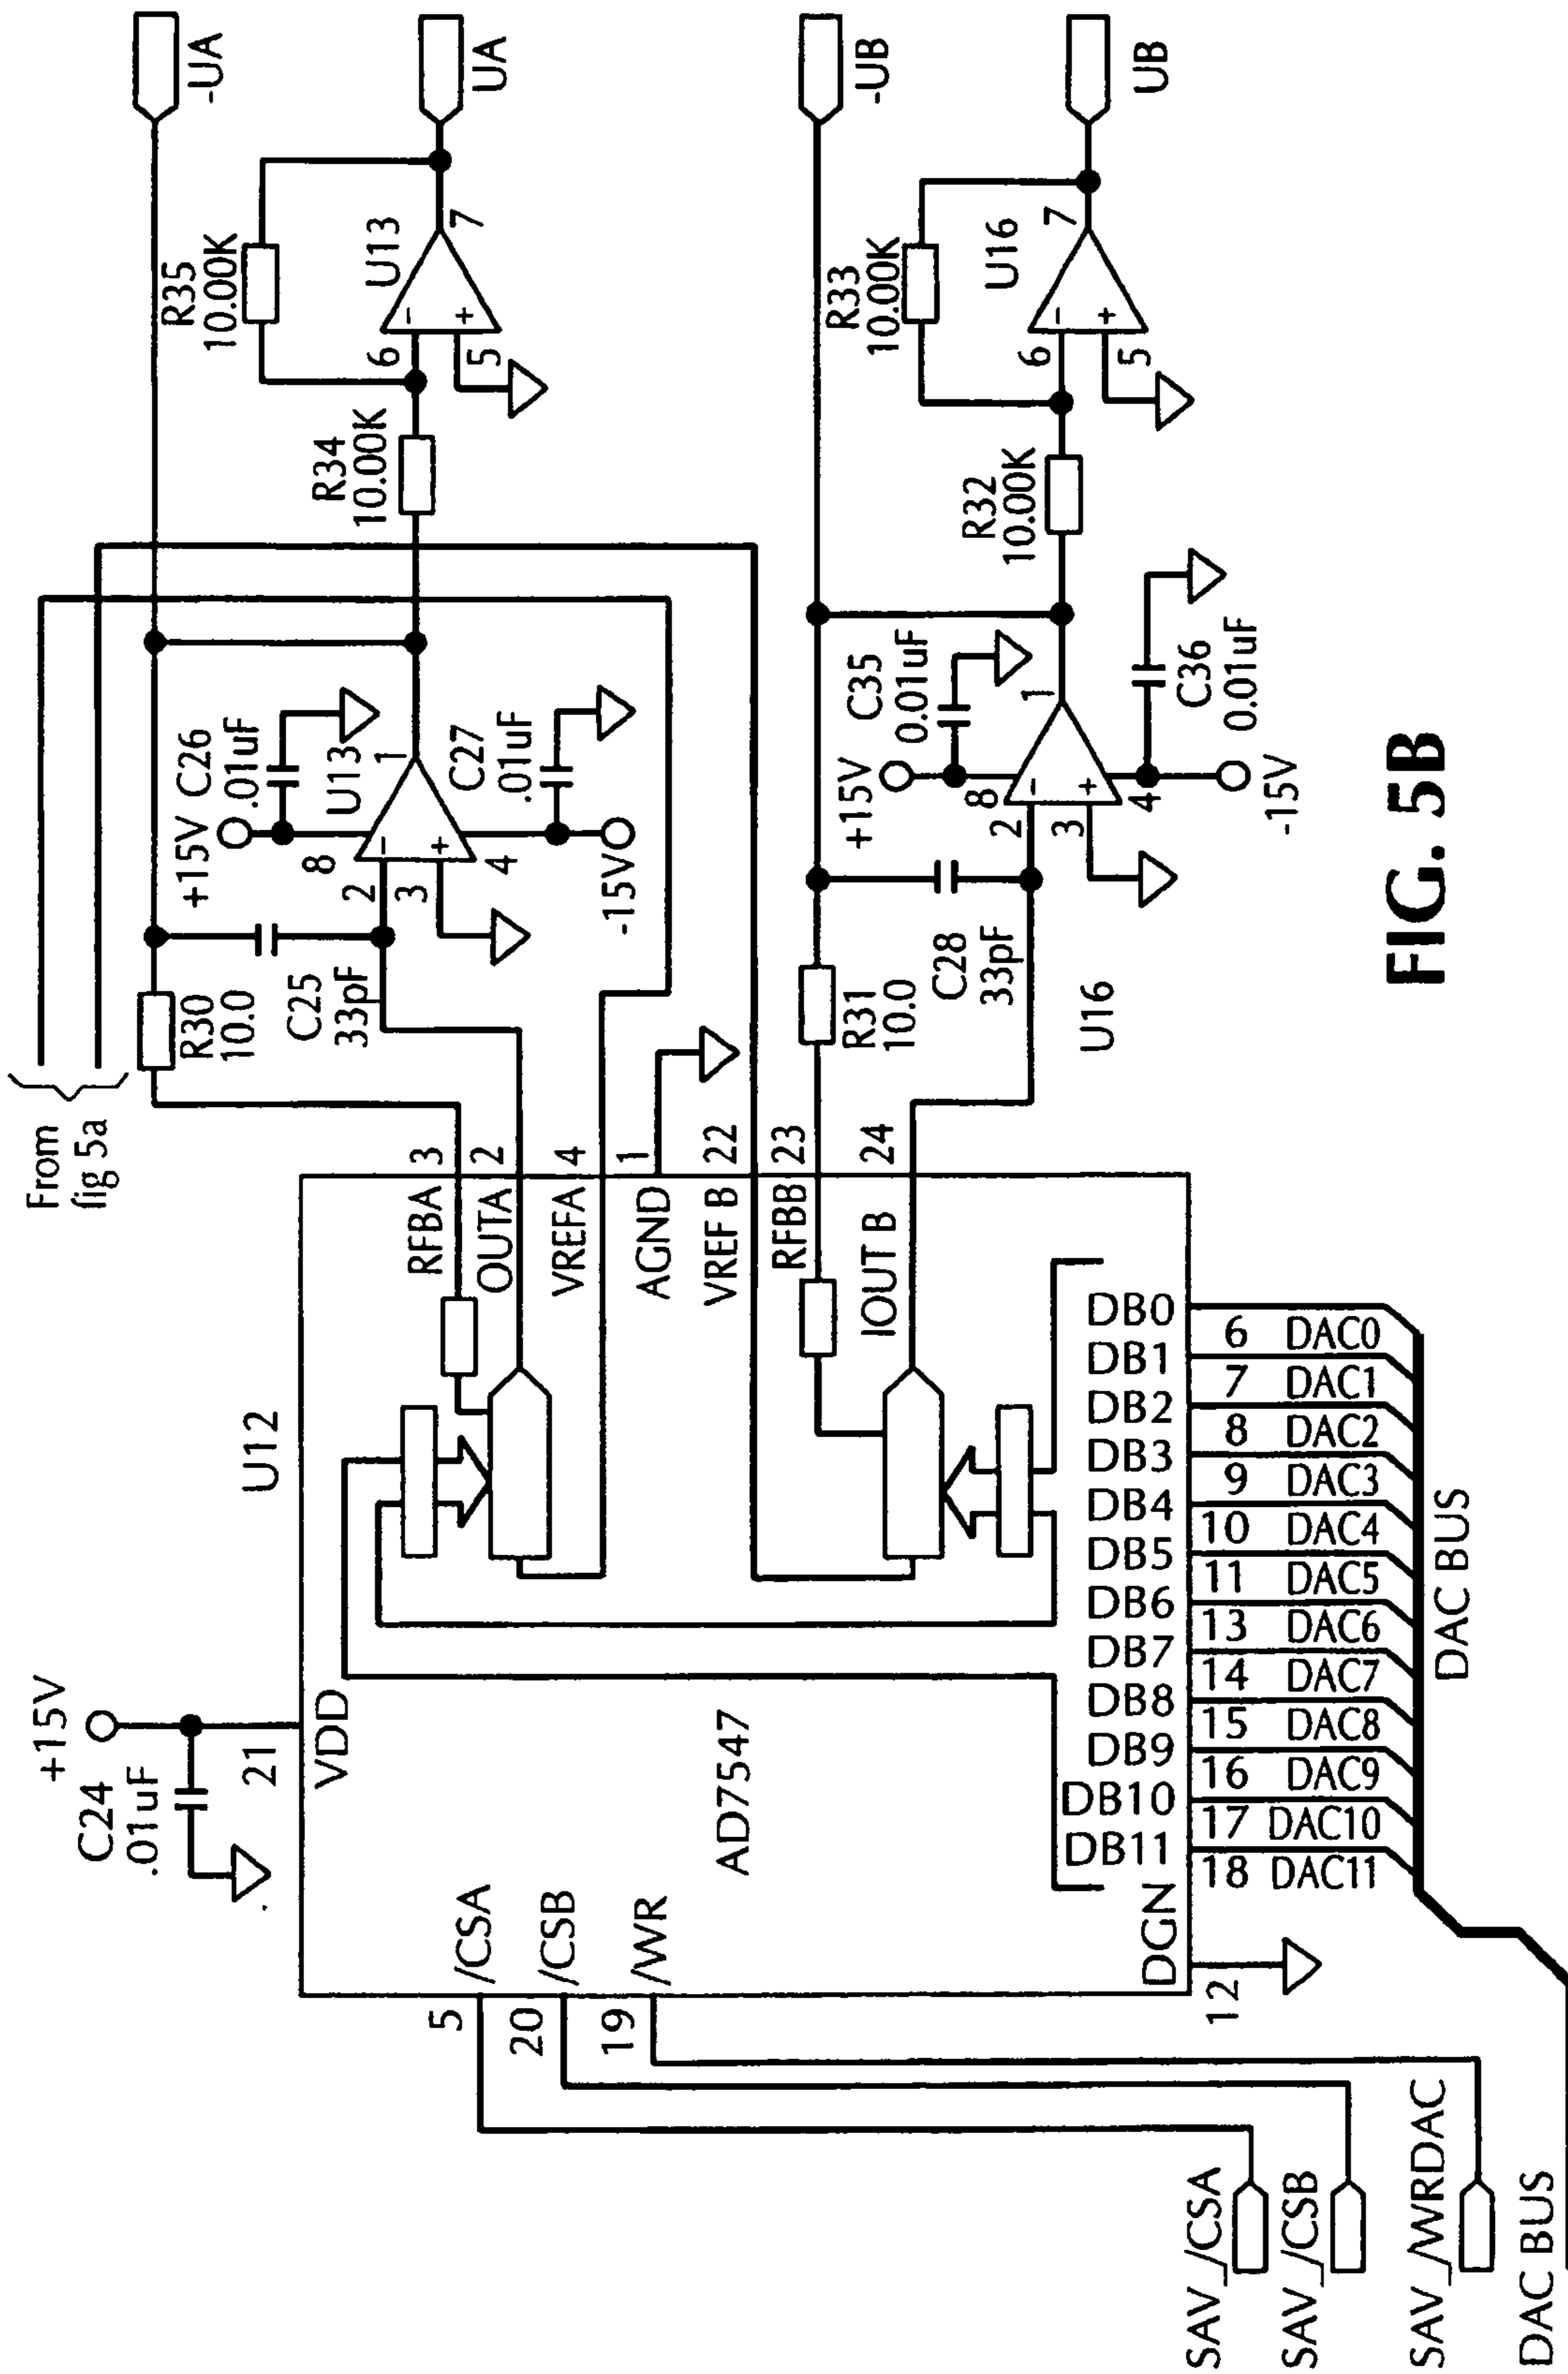 From
fig 5a
-UA
R35
10.00K
U13
7
UA
6
5
R34
10.00K
+15V
C26
.01uF
U13
8
1
2
3
4
C27
.01uF
-15V
R30
10.0
C25
33pF
-UB
R33
10.00K
U16
7
UB
6
5
R32
10.00K
C35
0.01uF
+15V
8
1
2
3
4
C36
0.01uF
-15V
R31
10.0
C28
33pF
U16
+15V
C24
.01uF
21
VDD
U12
RFBA 3
OUTA 2
VREFA 4
AGND 1
VREF B 22
RFBB 23
IOUT B 24
AD7547
5 /CSA
20 /CSB
19 /WR
DGN
12
DB0 6 DAC0
DB1 7 DAC1
DB2 8 DAC2
DB3 9 DAC3
DB4 10 DAC4
DB5 11 DAC5
DB6 13 DAC6
DB7 14 DAC7
DB8 15 DAC8
DB9 16 DAC9
DB10 17 DAC10
DB11 18 DAC11
DAC BUS
SAV_/CSA
SAV_/CSB
SAV_/WRDAC
DAC BUS
FIG. 5B